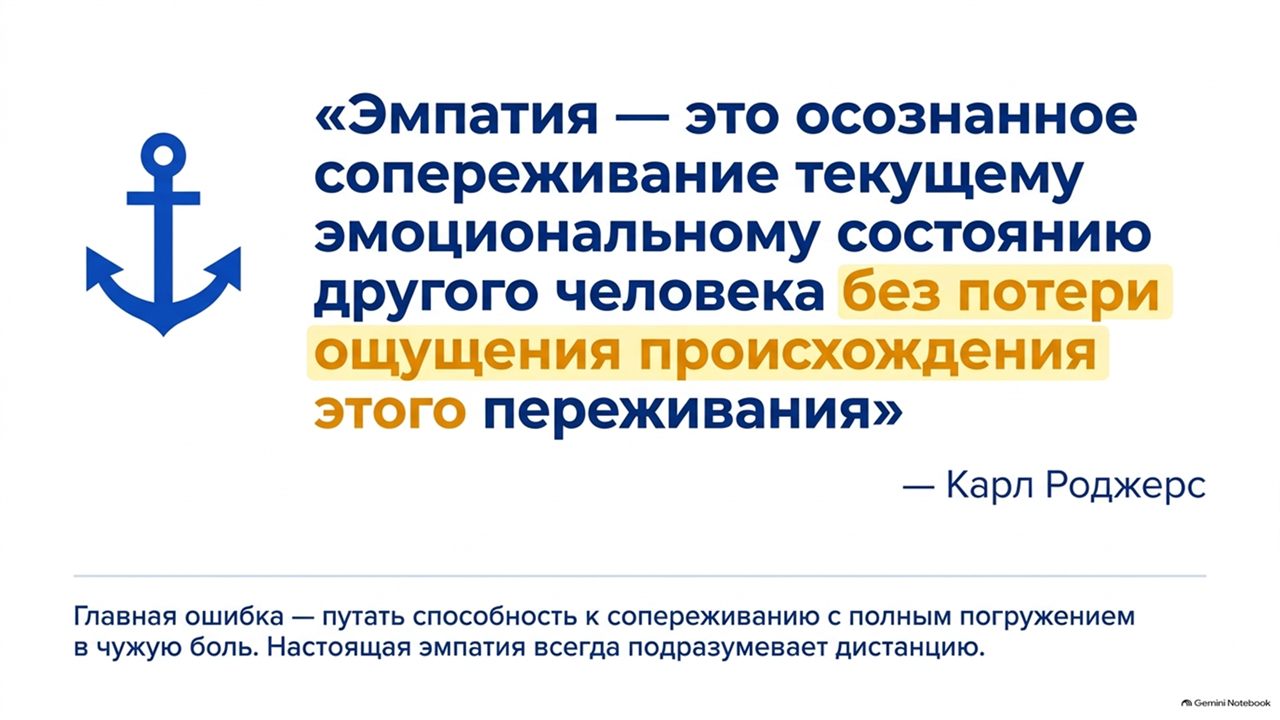 «Эмпатия — это осознанное
сопереживание текущему
эмоциональному состоянию
другого человека без потери
ощущения происхождения
этого переживания»
— Карл Роджерс
Главная ошибка — путать способность к сопереживанию с полным погружением
в чужую боль. Настоящая эмпатия всегда подразумевает дистанцию.
Gemini Notebook